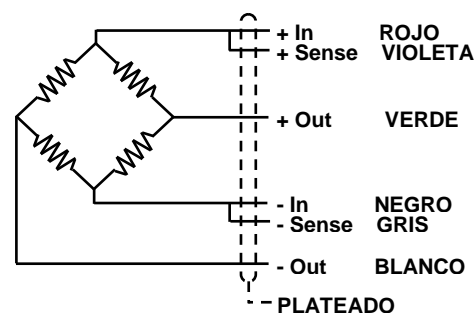 + In ROJO
+ Sense VIOLETA
+ Out VERDE
- In NEGRO
- Sense GRIS
- Out BLANCO
PLATEADO